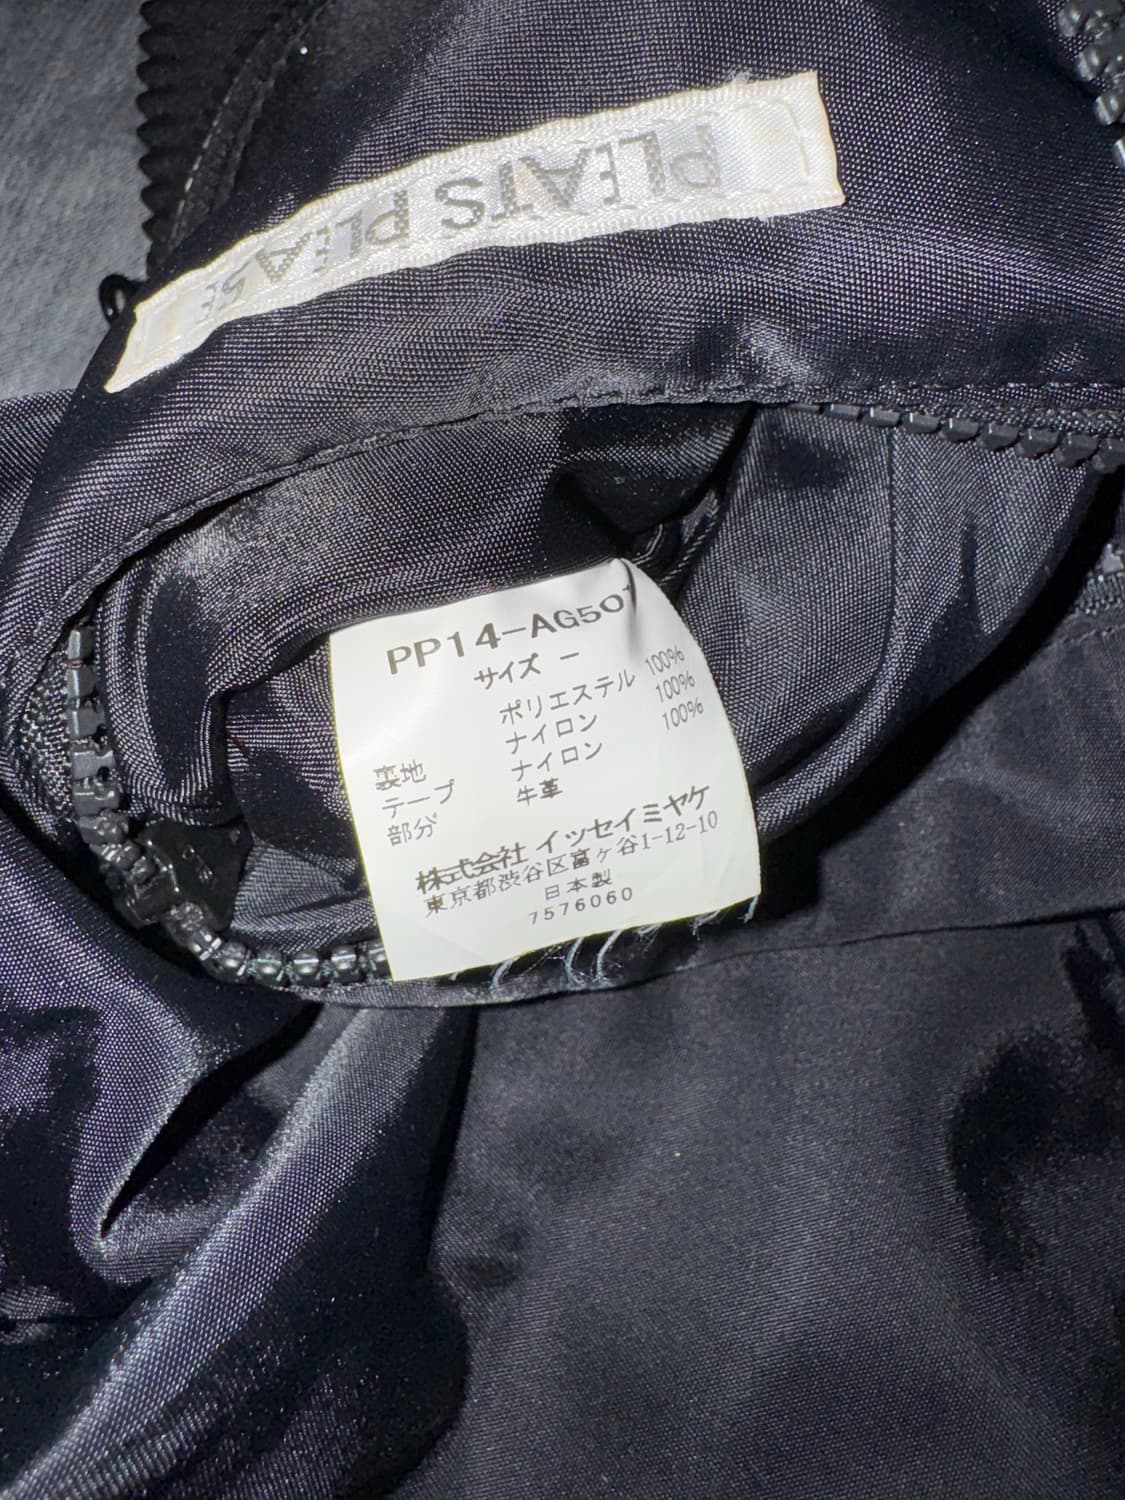 PLEATS PLEASE
PP14-AG501
サイズ ー
ポリエステル 100%
裏地 ナイロン 100%
テープ ナイロン 100%
部分 牛革
株式会社 イッセイミヤケ
東京都渋谷区富ヶ谷1-12-10
日本製
7576060